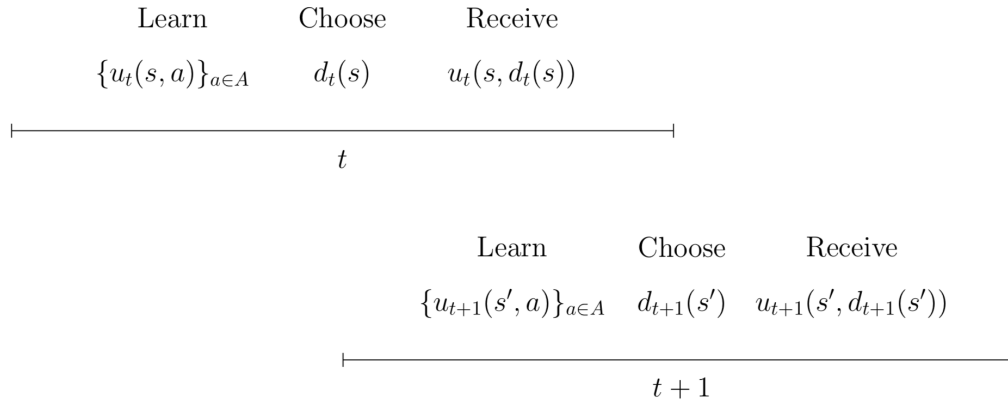 Learn Choose Receive
{u_t(s, a)}_{a∈A} d_t(s) u_t(s, d_t(s))
t
Learn Choose Receive
{u_{t+1}(s′, a)}_{a∈A} d_{t+1}(s′) u_{t+1}(s′, d_{t+1}(s′))
t + 1